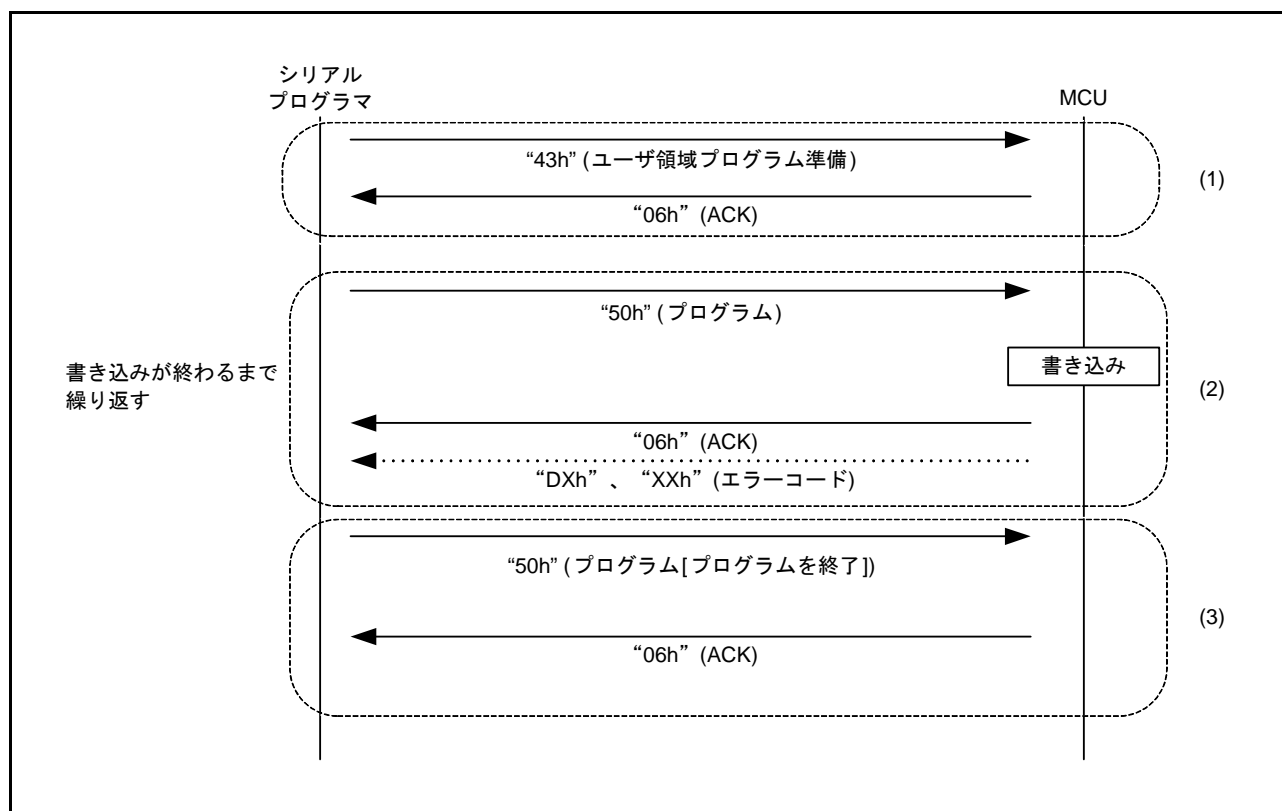 シリアル
プログラマ
MCU
“43h” (ユーザ領域プログラム準備)
(1)
“06h” (ACK)
“50h” (プログラム)
書き込みが終わるまで
繰り返す
書き込み
(2)
“06h” (ACK)
“DXh” 、 “XXh” (エラーコード)
“50h” (プログラム[プログラムを終了])
(3)
“06h” (ACK)